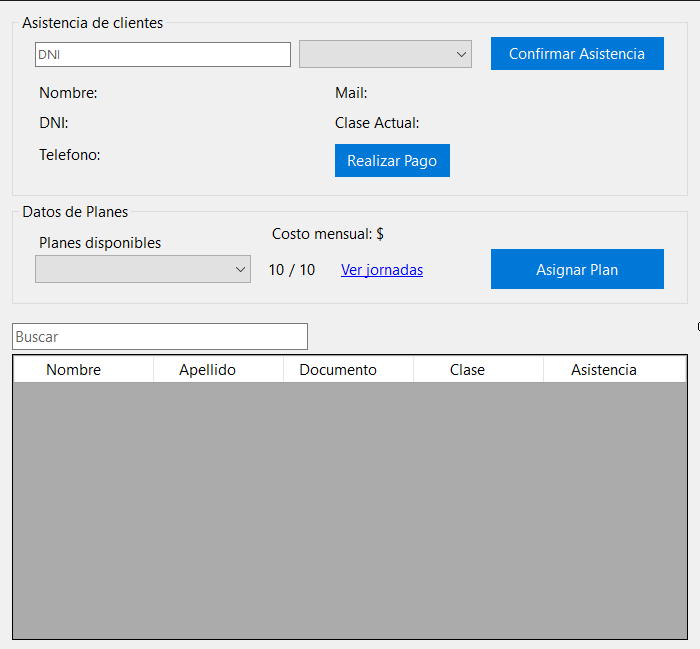 Asistencia de clientes
DNI
Confirmar Asistencia
Nombre:
Mail:
DNI:
Clase Actual:
Telefono:
Realizar Pago
Datos de Planes
Costo mensual: $
Planes disponibles
10 / 10
Ver jornadas
Asignar Plan
Buscar
Nombre Apellido Documento Clase Asistencia